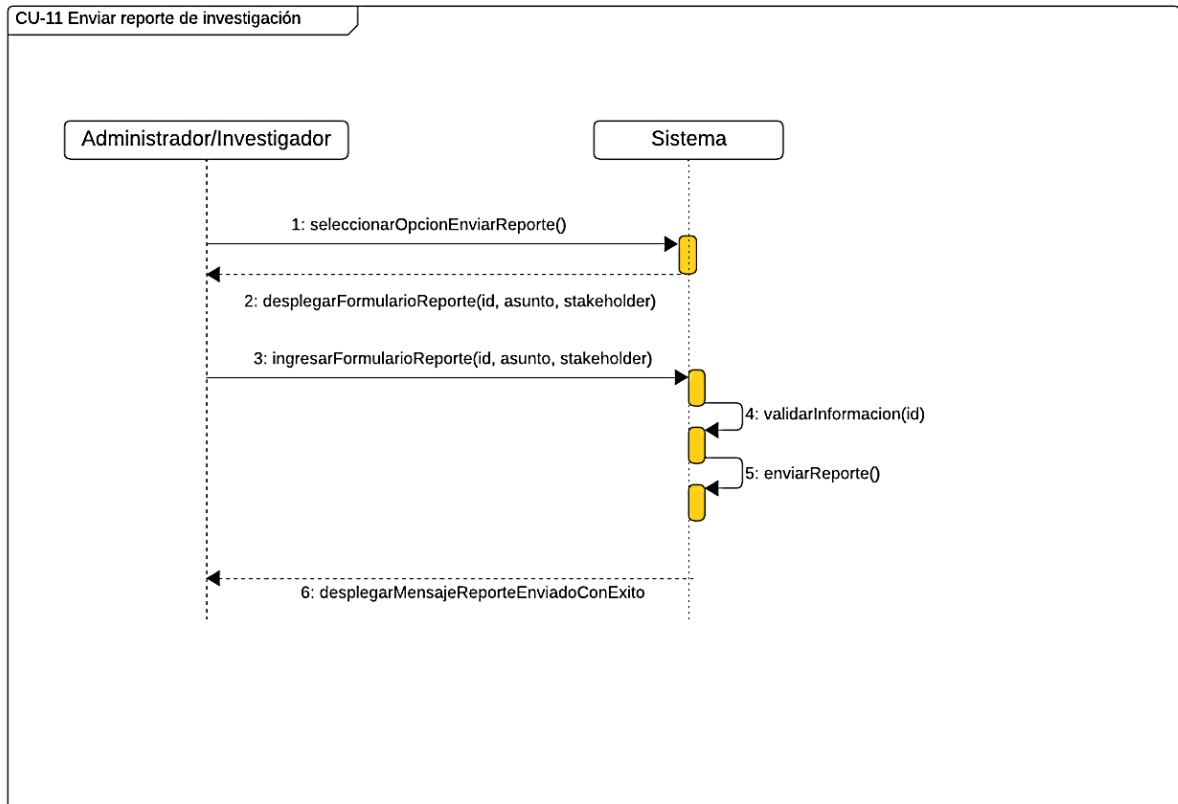 CU-11 Enviar reporte de investigación
Administrador/Investigador
Sistema
1: seleccionarOpcionEnviarReporte()
2: desplegarFormularioReporte(id, asunto, stakeholder)
3: ingresarFormularioReporte(id, asunto, stakeholder)
4: validarInformacion(id)
5: enviarReporte()
6: desplegarMensajeReporteEnviadoConExito